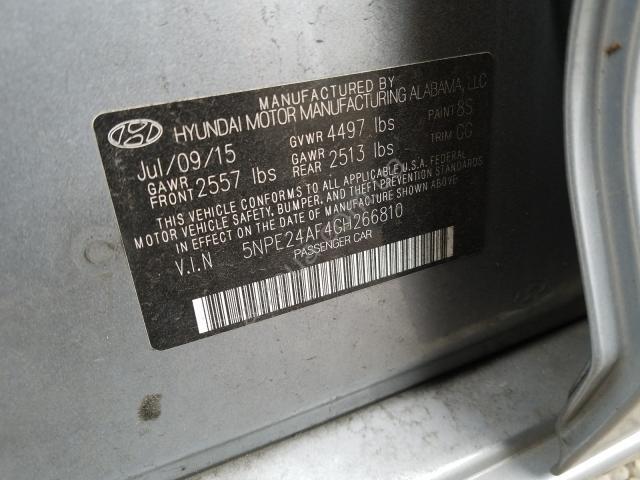 MANUFACTURED BY
HYUNDAI MOTOR MANUFACTURING ALABAMA, LLC
Jul/09/15 GVWR 4497 lbs PAINT 8S
GAWR FRONT 2557 lbs GAWR REAR 2513 lbs TRIM GG
THIS VEHICLE CONFORMS TO ALL APPLICABLE U.S.A. FEDERAL
MOTOR VEHICLE SAFETY, BUMPER, AND THEFT PREVENTION STANDARDS
IN EFFECT ON THE DATE OF MANUFACTURE SHOWN ABOVE.
V.I.N 5NPE24AF4GH266810
PASSENGER CAR